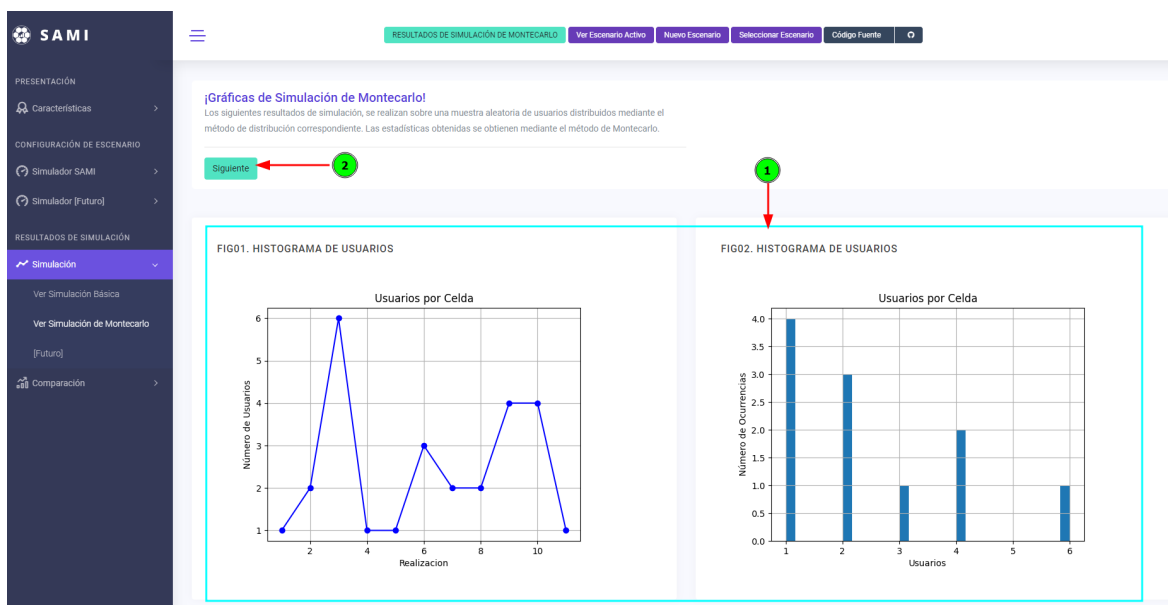 SAMI
RESULTADOS DE SIMULACIÓN DE MONTECARLO
Ver Escenario Activo
Nuevo Escenario
Seleccionar Escenario
Código Fuente
PRESENTACIÓN
Características
CONFIGURACIÓN DE ESCENARIO
Simulador SAMI
Simulador [Futuro]
RESULTADOS DE SIMULACIÓN
Simulación
Ver Simulación Básica
Ver Simulación de Montecarlo
[Futuro]
Comparación
¡Gráficas de Simulación de Montecarlo!
Los siguientes resultados de simulación, se realizan sobre una muestra aleatoria de usuarios distribuidos mediante el
método de distribución correspondiente. Las estadísticas obtenidas se obtienen mediante el método de Montecarlo.
Siguiente
2
1
FIG01. HISTOGRAMA DE USUARIOS
Usuarios por Celda
Número de Usuarios
6
5
4
3
2
1
2 4 6 8 10
Realizacion
FIG02. HISTOGRAMA DE USUARIOS
Usuarios por Celda
Número de Ocurrencias
4.0
3.5
3.0
2.5
2.0
1.5
1.0
0.5
0.0
1 2 3 4 5 6
Usuarios